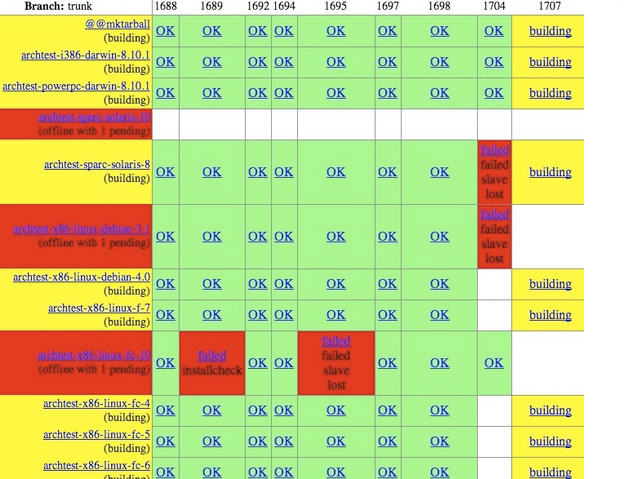 Branch: trunk 1688 1689 1692 1694 1695 1697 1698 1704 1707
@@mktarball OK OK OK OK OK OK OK OK building
(building)
archtest-i386-darwin-8.10.1 OK OK OK OK OK OK OK OK building
(building)
archtest-powerpc-darwin-8.10.1 OK OK OK OK OK OK OK OK building
(building)
archtest-sparc-solaris-10
(offline with 1 pending)
archtest-sparc-solaris-8 OK OK OK OK OK OK OK failed building
(building) failed
slave
lost
archtest-x86-linux-debian-3.1 OK OK OK OK OK OK OK failed
(offline with 1 pending) failed
slave
lost
archtest-x86-linux-debian-4.0 OK OK OK OK OK OK OK building
(building)
archtest-x86-linux-f-7 OK OK OK OK OK OK OK building
(building)
archtest-x86-linux-fc-10 OK failed OK OK failed OK OK OK
(offline with 1 pending) installcheck failed
slave
lost
archtest-x86-linux-fc-4 OK OK OK OK OK OK OK building
(building)
archtest-x86-linux-fc-5 OK OK OK OK OK OK OK building
(building)
archtest-x86-linux-fc-6 OK OK OK OK OK OK OK building
(building)